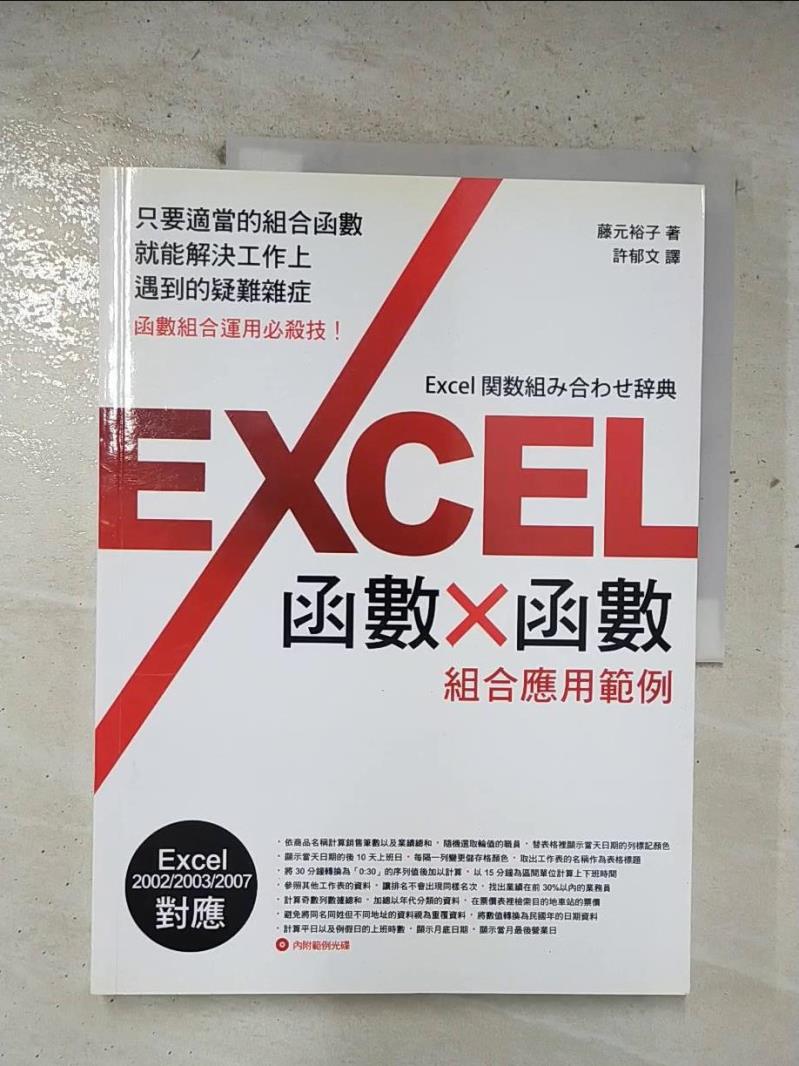 只要適當的組合函數
就能解決工作上
遇到的疑難雜症
函數組合運用必殺技！
藤元裕子 著
許郁文 譯
Excel 関数組み合わせ辞典
EXCEL
函數×函數
組合應用範例
Excel
2002/2003/2007
對應
・依商品名稱計算銷售筆數以及業績總和・隨機選取輪值的職員・替表格裡顯示當天日期的列標記顏色
・顯示當天日期的後 10 天上班日・每隔一列變更儲存格顏色・取出工作表的名稱作為表格標題
・將 30 分鐘轉換為「0:30」的序列值後加以計算・以 15 分鐘為區間單位計算上下班時間
・參照其他工作表的資料・讓排名不會出現同樣名次・找出業績在前 30%以內的業務員
・計算奇數列數據總和・加總以年代分類的資料・在票價表裡檢索目的地車站的票價
・避免將同名同姓但不同地址的資料視為重覆資料・將數值轉換為民國年的日期資料
・計算平日以及例假日的上班時數・顯示月底日期・顯示當月最後營業日
內附範例光碟